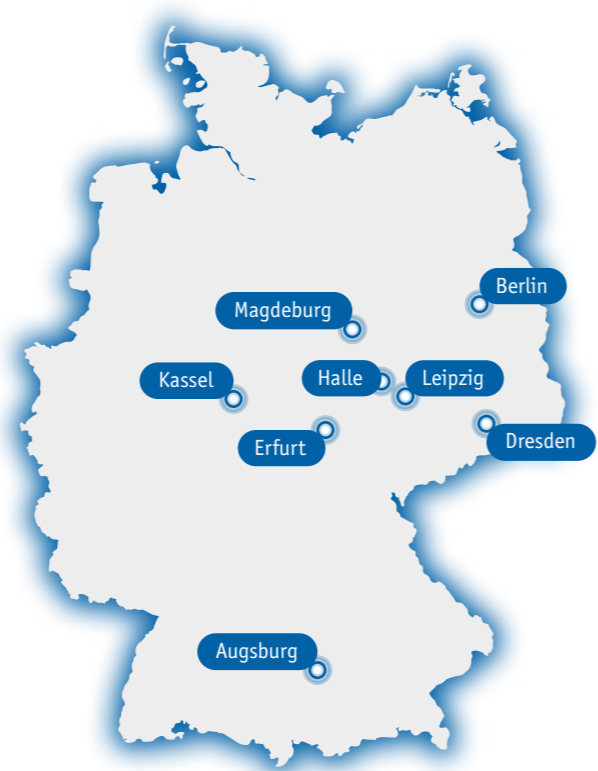 Berlin
Magdeburg
Halle
Leipzig
Kassel
Dresden
Erfurt
Augsburg